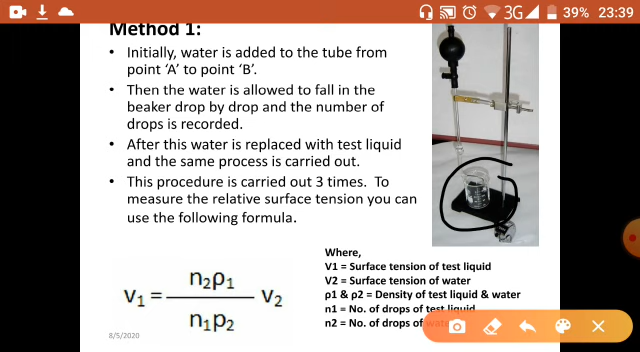 3G 39% 23:39
Method 1:
• Initially, water is added to the tube from
point ‘A’ to point ‘B’.
• Then the water is allowed to fall in the
beaker drop by drop and the number of
drops is recorded.
• After this water is replaced with test liquid
and the same process is carried out.
• This procedure is carried out 3 times. To
measure the relative surface tension you can
use the following formula.
Where,
V1 = Surface tension of test liquid
V2 = Surface tension of water
ρ1 & ρ2 = Density of test liquid & water
n1 = No. of drops of test liquid
n2 = No. of drops of water
n₂ρ₁
v₁ = ─── v₂
n₁ρ₂
8/5/2020